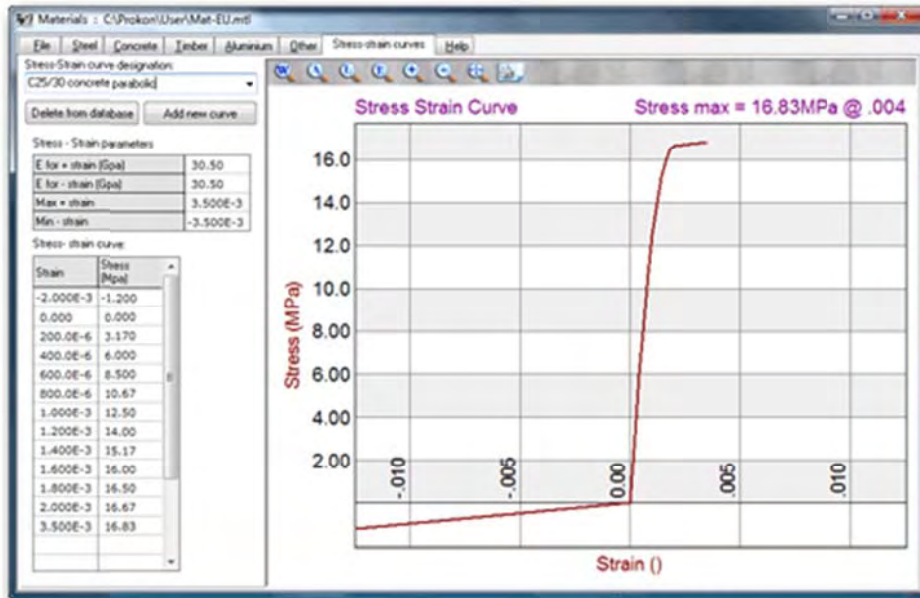 Materials : C:\Prokon\User\Mat-EU.mtl
File Steel Concrete Timber Aluminium Other Stress-strain curves Help
Stress-Strain curve designation:
C25/30 concrete parabolic
Delete from database Add new curve
Stress - Strain parameters
E for + strain (Gpa) 30.50
E for - strain (Gpa) 30.50
Max + strain 3.500E-3
Min - strain -3.500E-3
Stress- strain curve:
Strain Stress (Mpa)
-2.000E-3 -1.200
0.000 0.000
200.0E-6 3.170
400.0E-6 6.000
600.0E-6 8.500
800.0E-6 10.67
1.000E-3 12.50
1.200E-3 14.00
1.400E-3 15.17
1.600E-3 16.00
1.800E-3 16.50
2.000E-3 16.67
3.500E-3 16.83
Stress Strain Curve Stress max = 16.83MPa @ .004
16.0
14.0
12.0
10.0
8.00
6.00
4.00
2.00
Stress (MPa)
-.010 -.005 0.00 .005 .010
Strain ()